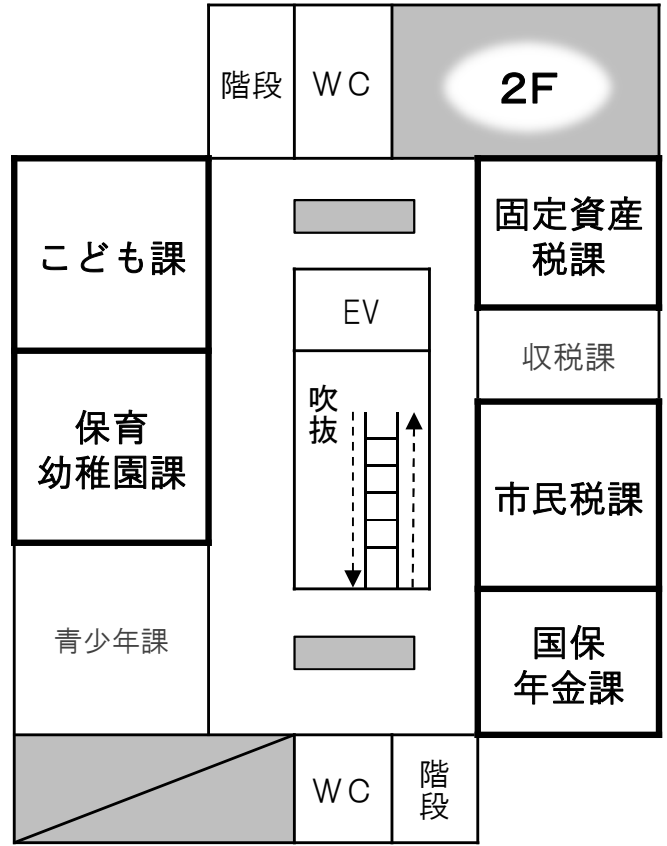 階段
ＷＣ
2F
こども課
固定資産
税課
EV
収税課
吹
抜
保育
幼稚園課
市民税課
青少年課
国保
年金課
ＷＣ
階
段